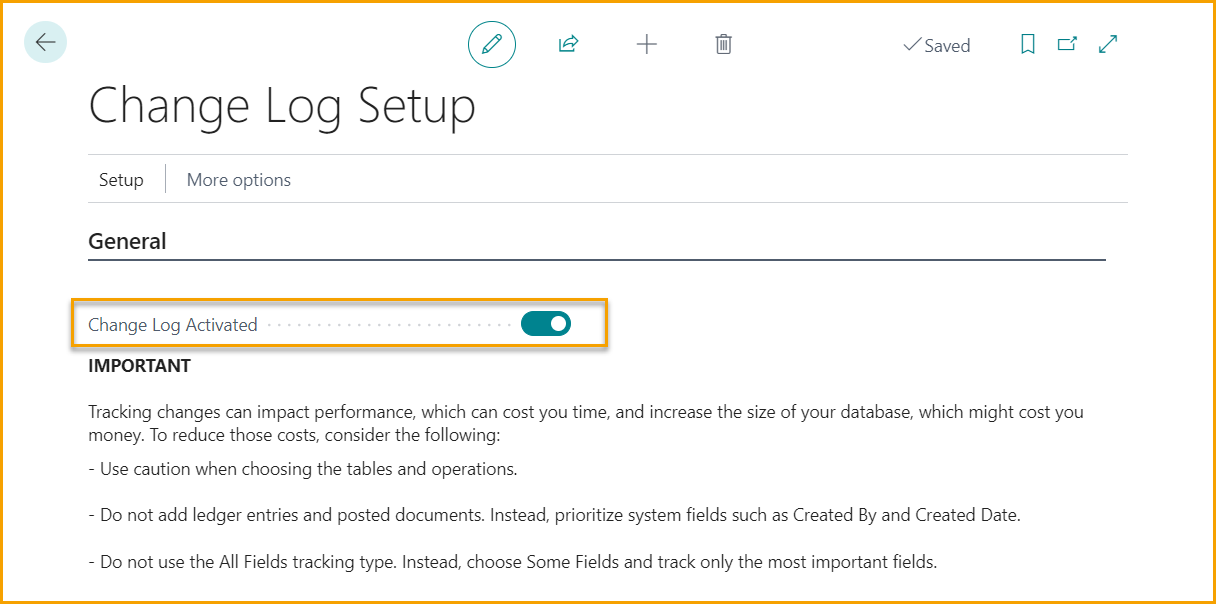 Saved
Change Log Setup
Setup More options
General
Change Log Activated
IMPORTANT
Tracking changes can impact performance, which can cost you time, and increase the size of your database, which might cost you
money. To reduce those costs, consider the following:
- Use caution when choosing the tables and operations.
- Do not add ledger entries and posted documents. Instead, prioritize system fields such as Created By and Created Date.
- Do not use the All Fields tracking type. Instead, choose Some Fields and track only the most important fields.